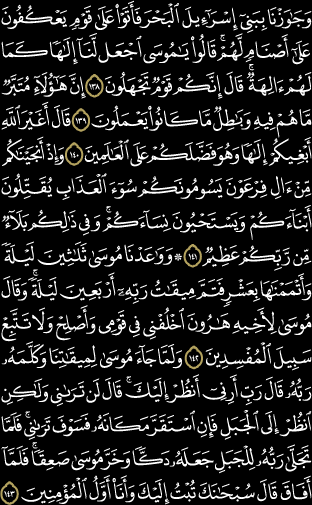 وَجَٰوَزْنَا بِبَنِىٓ إِسْرَٰٓءِيلَ ٱلْبَحْرَ فَأَتَوْا۟ عَلَىٰ قَوْمٍ يَعْكُفُونَ
عَلَىٰٓ أَصْنَامٍ لَّهُمْ ۚ قَالُوا۟ يَٰمُوسَى ٱجْعَل لَّنَآ إِلَٰهًا كَمَا
لَهُمْ ءَالِهَةٌ ۚ قَالَ إِنَّكُمْ قَوْمٌ تَجْهَلُونَ ١٣٨ إِنَّ هَٰٓؤُلَآءِ مُتَبَّرٌ
مَّا هُمْ فِيهِ وَبَٰطِلٌ مَّا كَانُوا۟ يَعْمَلُونَ ١٣٩ قَالَ أَغَيْرَ ٱللَّهِ
أَبْغِيكُمْ إِلَٰهًا وَهُوَ فَضَّلَكُمْ عَلَى ٱلْعَٰلَمِينَ ١٤٠ وَإِذْ أَنجَيْنَٰكُم
مِّنْ ءَالِ فِرْعَوْنَ يَسُومُونَكُمْ سُوٓءَ ٱلْعَذَابِ ۖ يُقَتِّلُونَ
أَبْنَآءَكُمْ وَيَسْتَحْيُونَ نِسَآءَكُمْ ۚ وَفِى ذَٰلِكُم بَلَآءٌ
مِّن رَّبِّكُمْ عَظِيمٌ ١٤١ ۞ وَوَٰعَدْنَا مُوسَىٰ ثَلَٰثِينَ لَيْلَةً
وَأَتْمَمْنَٰهَا بِعَشْرٍ فَتَمَّ مِيقَٰتُ رَبِّهِۦٓ أَرْبَعِينَ لَيْلَةً ۚ وَقَالَ
مُوسَىٰ لِأَخِيهِ هَٰرُونَ ٱخْلُفْنِى فِى قَوْمِى وَأَصْلِحْ وَلَا تَتَّبِعْ
سَبِيلَ ٱلْمُفْسِدِينَ ١٤٢ وَلَمَّا جَآءَ مُوسَىٰ لِمِيقَٰتِنَا وَكَلَّمَهُۥ
رَبُّهُۥ قَالَ رَبِّ أَرِنِىٓ أَنظُرْ إِلَيْكَ ۚ قَالَ لَن تَرَىٰنِى وَلَٰكِنِ
ٱنظُرْ إِلَى ٱلْجَبَلِ فَإِنِ ٱسْتَقَرَّ مَكَانَهُۥ فَسَوْفَ تَرَىٰنِى ۚ فَلَمَّا
تَجَلَّىٰ رَبُّهُۥ لِلْجَبَلِ جَعَلَهُۥ دَكًّا وَخَرَّ مُوسَىٰ صَعِقًا ۚ فَلَمَّآ
أَفَاقَ قَالَ سُبْحَٰنَكَ تُبْتُ إِلَيْكَ وَأَنَا۠ أَوَّلُ ٱلْمُؤْمِنِينَ ١٤٣